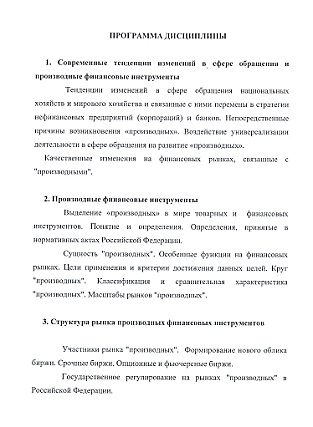 ПРОГРАММА ДИСЦИПЛИНЫ
1. Современные тенденции изменений в сфере обращения и
производные финансовые инструменты
Тенденции изменений в сфере обращения национальных
хозяйств и мирового хозяйства и связанные с ними перемены в стратегии
нефинансовых предприятий (корпораций) и банков. Непосредственные
причины возникновения «производных». Воздействие универсализации
деятельности в сфере обращения на развитие «производных».
Качественные изменения на финансовых рынках, связанные с
"производными".
2. Производные финансовые инструменты
Выделение «производных» в мире товарных и финансовых
инструментов. Понятие и определения. Определения, принятые в
нормативных актах Российской Федерации.
Сущность "производных". Особенные функции на финансовых
рынках. Цели применения и критерии достижения данных целей. Круг
"производных". Классификация и сравнительная характеристика
"производных". Масштабы рынков "производных".
3. Структура рынка производных финансовых инструментов
Участники рынка "производных". Формирование нового облика
биржи. Срочные биржи. Опционные и фьючерсные биржи.
Государственное регулирование на рынках "производных" в
Российской Федерации.